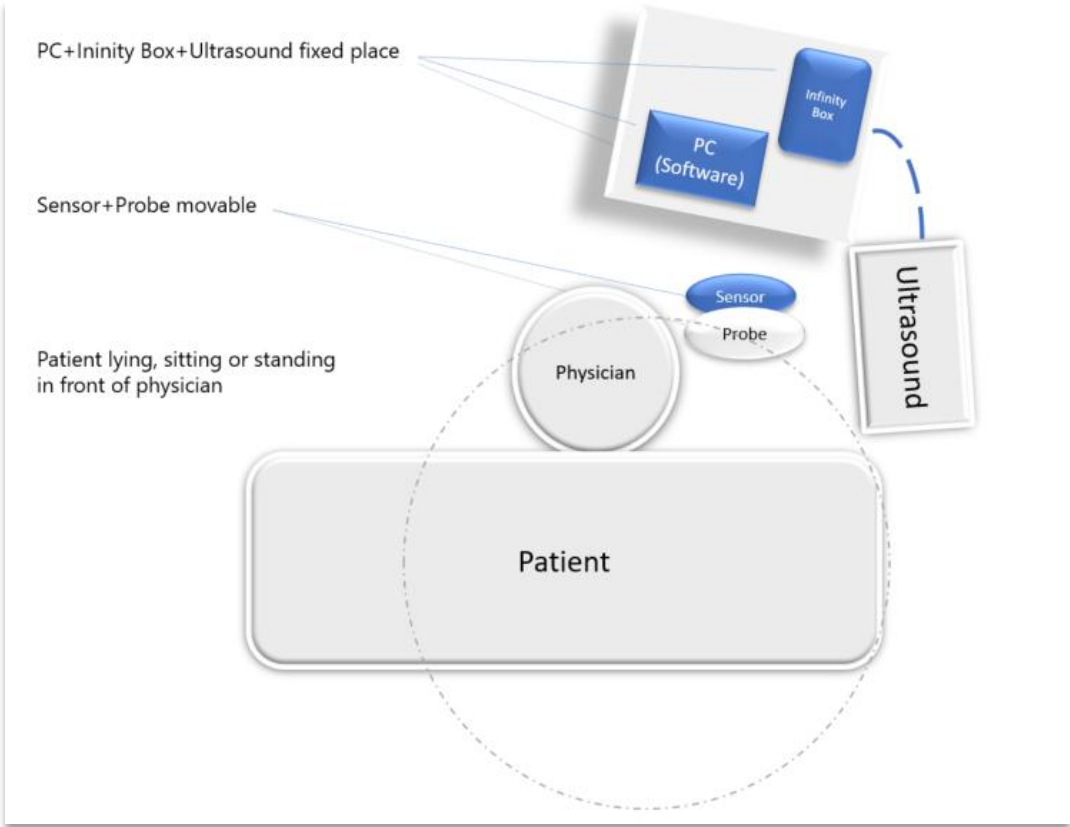 PC+Ininity Box+Ultrasound fixed place
Infinity
Box
PC
(Software)
Sensor+Probe movable
Ultrasound
Sensor
Probe
Patient lying, sitting or standing
in front of physician
Physician
Patient